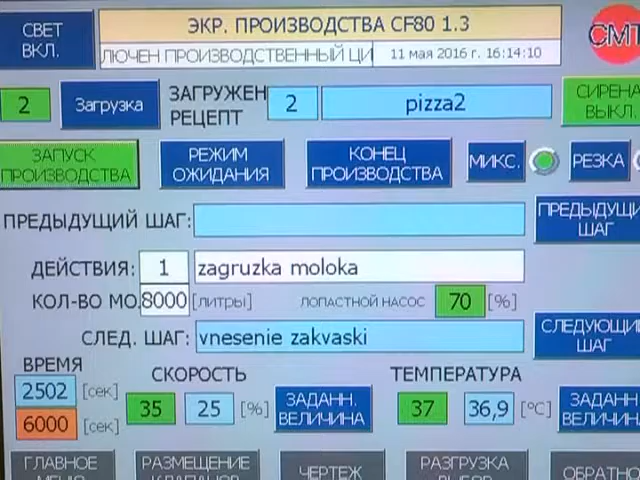 СВЕТ ВКЛ.
ЭКР. ПРОИЗВОДСТВА CF80 1.3
ЛЮЧЕН ПРОИЗВОДСТВЕННЫЙ ЦИ
11 мая 2016 г. 16:14:10
СМТ
2
Загрузка
ЗАГРУЖЕН РЕЦЕПТ
2
pizza2
СИРЕНА ВЫКЛ.
ЗАПУСК ПРОИЗВОДСТВА
РЕЖИМ ОЖИДАНИЯ
КОНЕЦ ПРОИЗВОДСТВА
МИКС.
РЕЗКА
ПРЕДЫДУЩИЙ ШАГ:
ПРЕДЫДУЩИ ШАГ
ДЕЙСТВИЯ: 1 zagruzka moloka
КОЛ-ВО МО. 8000 [литры] ЛОПАСТНОЙ НАСОС 70 [%]
СЛЕД. ШАГ: vnesenie zakvaski
СЛЕДУЮЩИ ШАГ
ВРЕМЯ
2502 [сек]
6000 [сек]
СКОРОСТЬ
35 25 [%]
ЗАДАНН. ВЕЛИЧИНА
ТЕМПЕРАТУРА
37 36,9 [°C]
ЗАДАНН ВЕЛИЧИН
ГЛАВНОЕ
РАЗМЕЩЕНИЕ
ЧЕРТЕЖ
РАЗГРУЗКА
ОБРАТНО